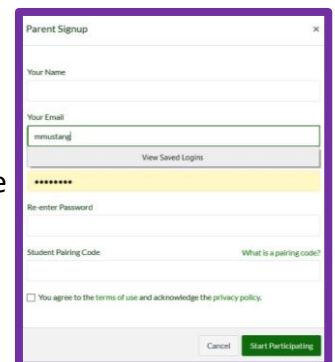 Parent Signup ×
Your Name
Your Email
mmustang
View Saved Logins
e
••••••••
Re-enter Password
Student Pairing Code What is a pairing code?
You agree to the terms of use and acknowledge the privacy policy.
Cancel Start Participating